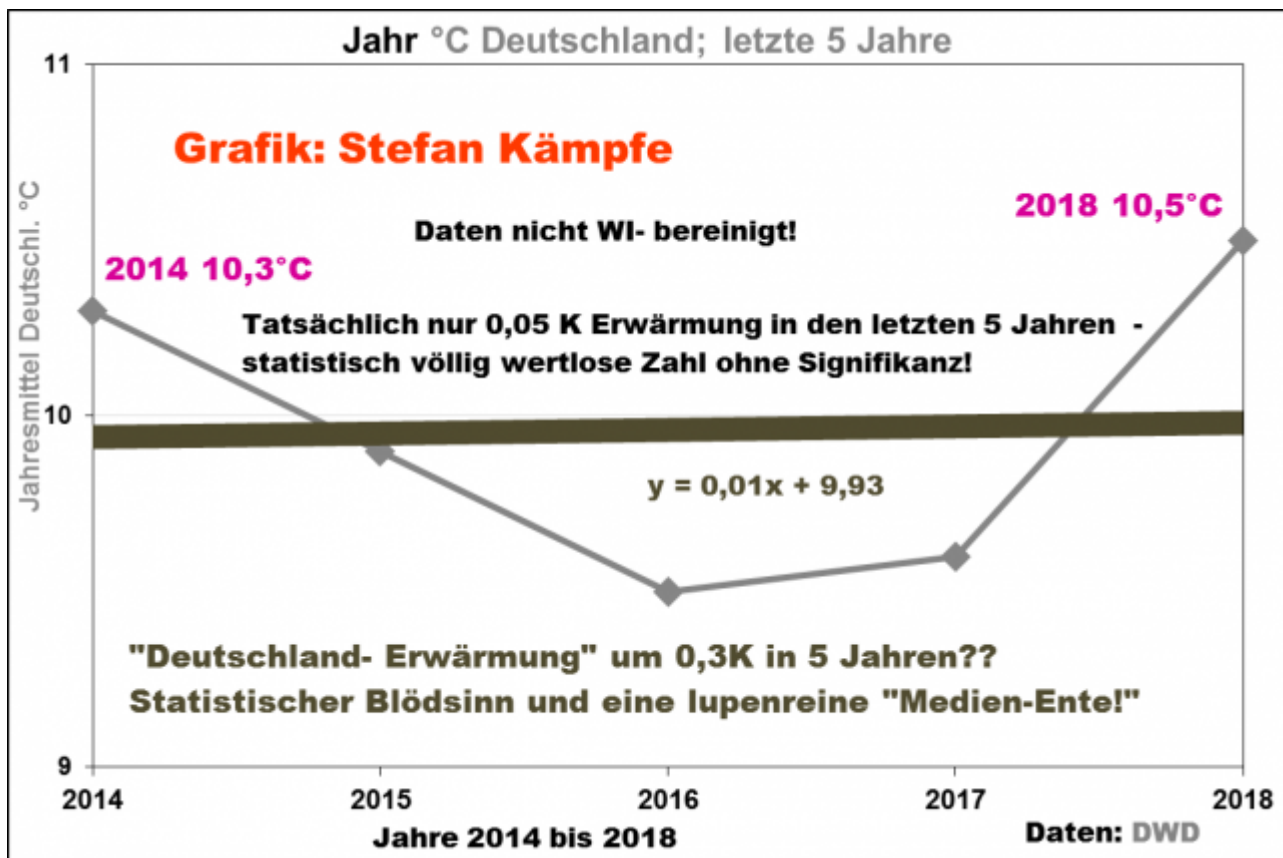 Jahr °C Deutschland; letzte 5 Jahre
11
Grafik: Stefan Kämpfe
2018 10,5°C
Daten nicht WI- bereinigt!
2014 10,3°C
Tatsächlich nur 0,05 K Erwärmung in den letzten 5 Jahren -
statistisch völlig wertlose Zahl ohne Signifikanz!
Jahresmittel Deutschl. °C
10
y = 0,01x + 9,93
"Deutschland- Erwärmung" um 0,3K in 5 Jahren??
Statistischer Blödsinn und eine lupenreine "Medien-Ente!"
9
2014 2015 2016 2017 2018
Jahre 2014 bis 2018
Daten: DWD